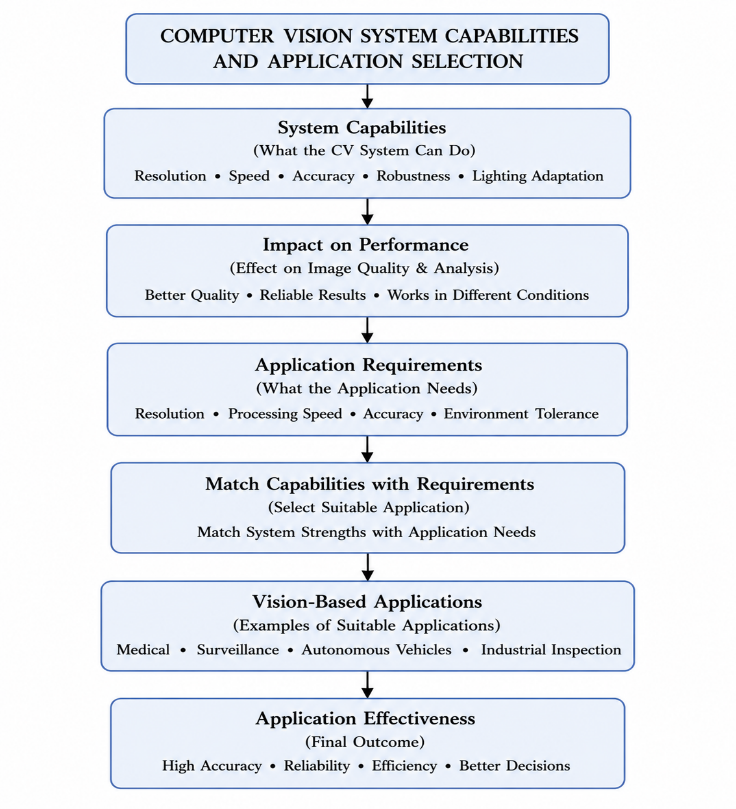 COMPUTER VISION SYSTEM CAPABILITIES
AND APPLICATION SELECTION
System Capabilities
(What the CV System Can Do)
Resolution • Speed • Accuracy • Robustness • Lighting Adaptation
Impact on Performance
(Effect on Image Quality & Analysis)
Better Quality • Reliable Results • Works in Different Conditions
Application Requirements
(What the Application Needs)
Resolution • Processing Speed • Accuracy • Environment Tolerance
Match Capabilities with Requirements
(Select Suitable Application)
Match System Strengths with Application Needs
Vision-Based Applications
(Examples of Suitable Applications)
Medical • Surveillance • Autonomous Vehicles • Industrial Inspection
Application Effectiveness
(Final Outcome)
High Accuracy • Reliability • Efficiency • Better Decisions